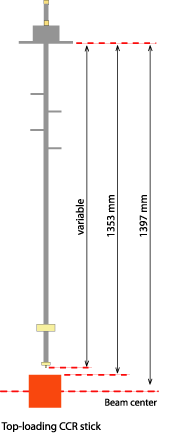 variable
1353 mm
1397 mm
Beam center
Top-loading CCR stick